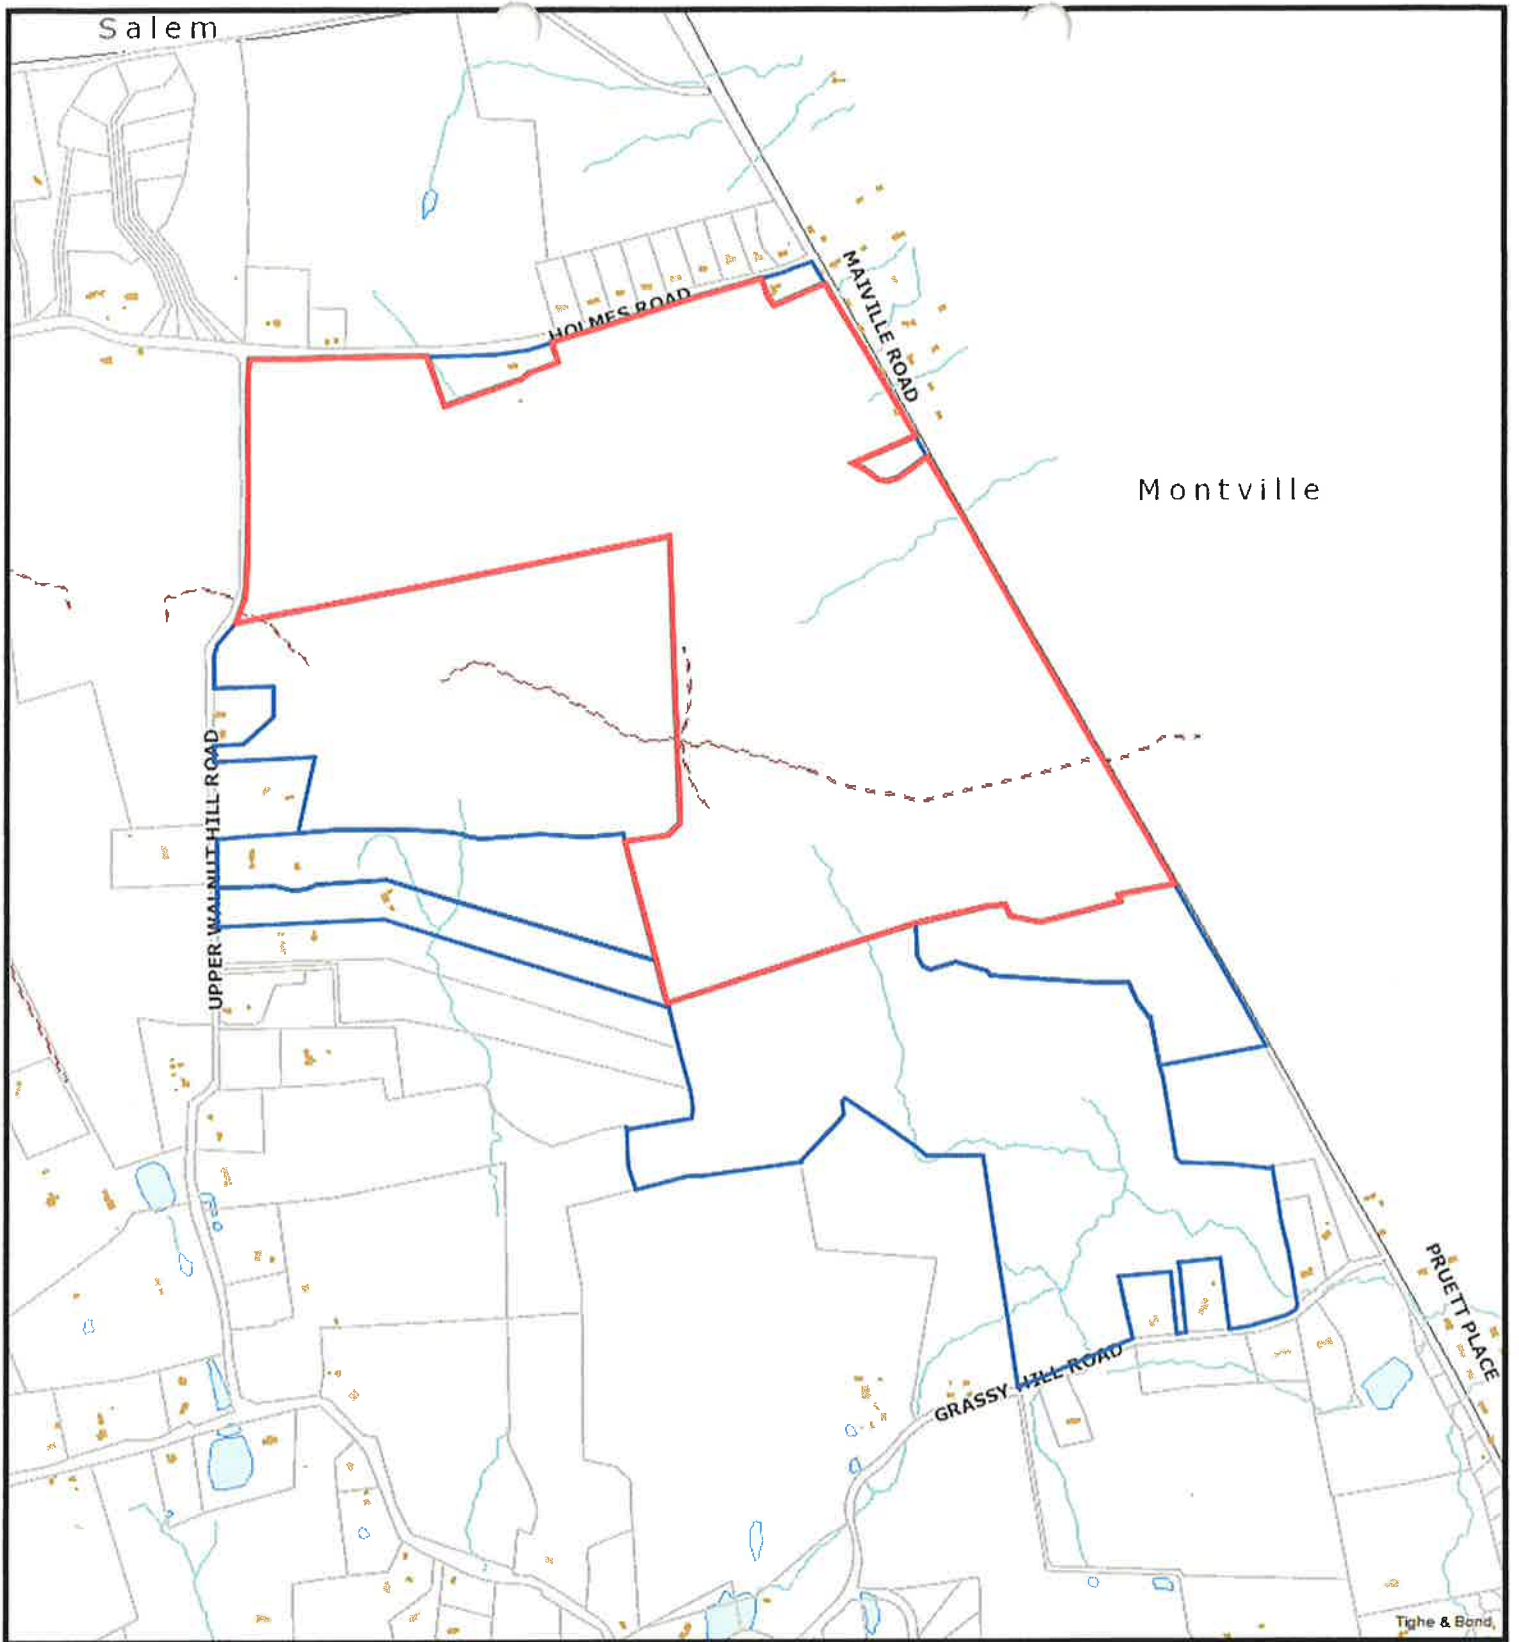 Salem
HOLMES ROAD
MAIVILLE ROAD
Montville
UPPER WALNUT HILL ROAD
PRUETT PLACE
GRASSY HILL ROAD
Tighe & Bond